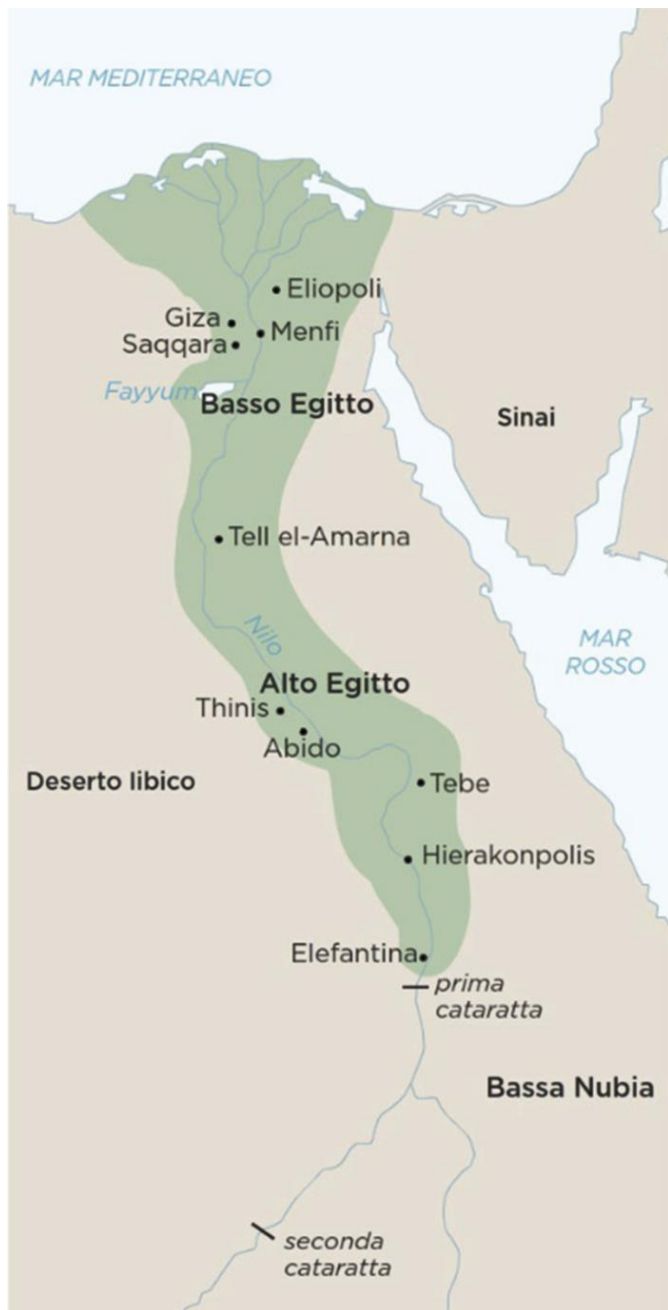 MAR MEDITERRANEO
Eliopoli
Giza
Menfi
Saqqara
Fayyum
Basso Egitto
Sinai
Tell el-Amarna
Nilo
MAR
ROSSO
Alto Egitto
Thinis
Abido
Deserto libico
Tebe
Hierakonpolis
Elefantina
prima
cataratta
Bassa Nubia
seconda
cataratta